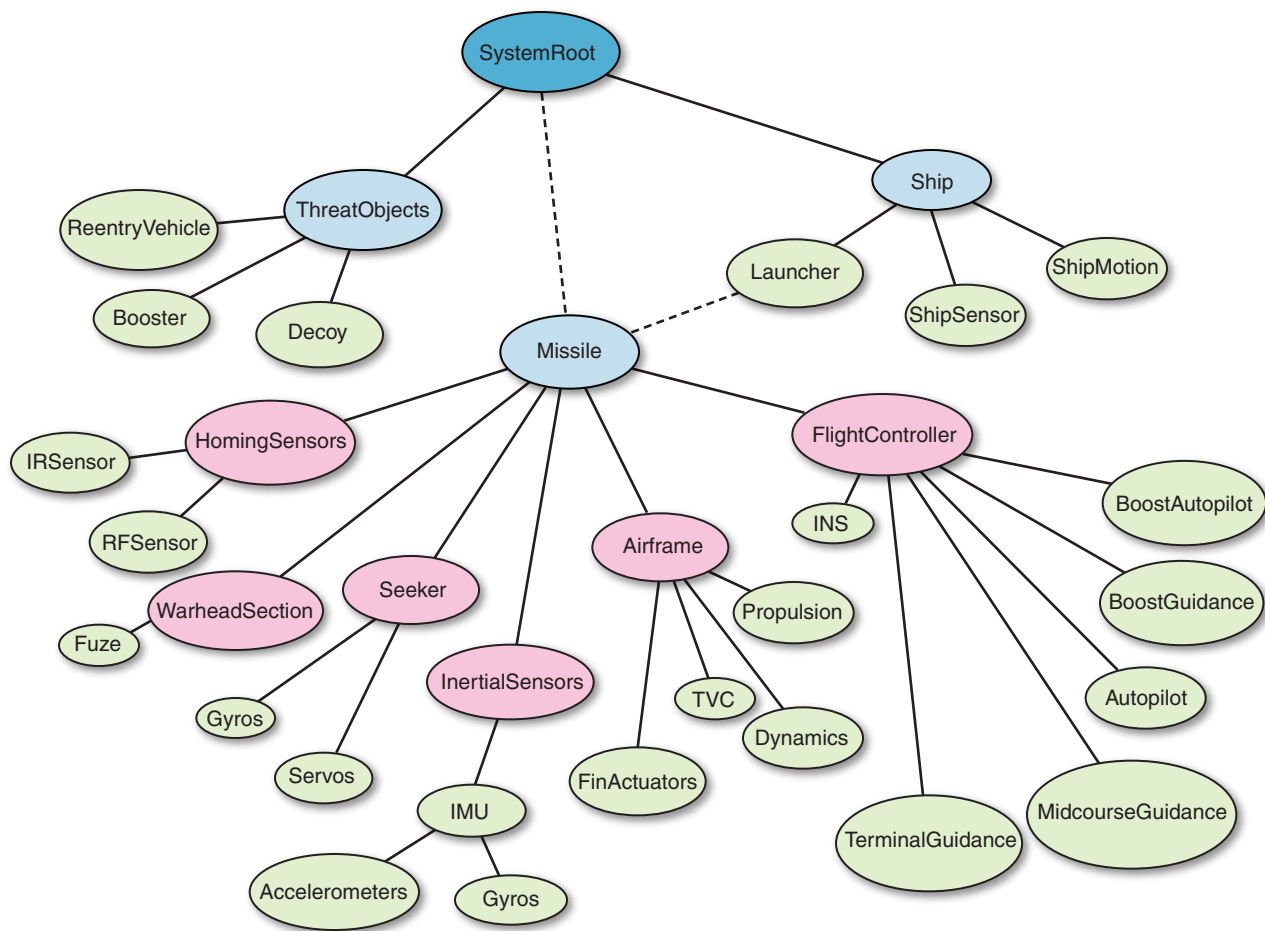 SystemRoot
Ship
ThreatObjects
ReentryVehicle
Launcher
ShipMotion
Booster
Decoy
ShipSensor
Missile
HomingSensors
FlightController
IRSensor
BoostAutopilot
INS
RFSensor
Airframe
Seeker
WarheadSection
Propulsion
BoostGuidance
Fuze
InertialSensors
TVC
Autopilot
Gyros
Dynamics
Servos
FinActuators
IMU
MidcourseGuidance
TerminalGuidance
Accelerometers
Gyros